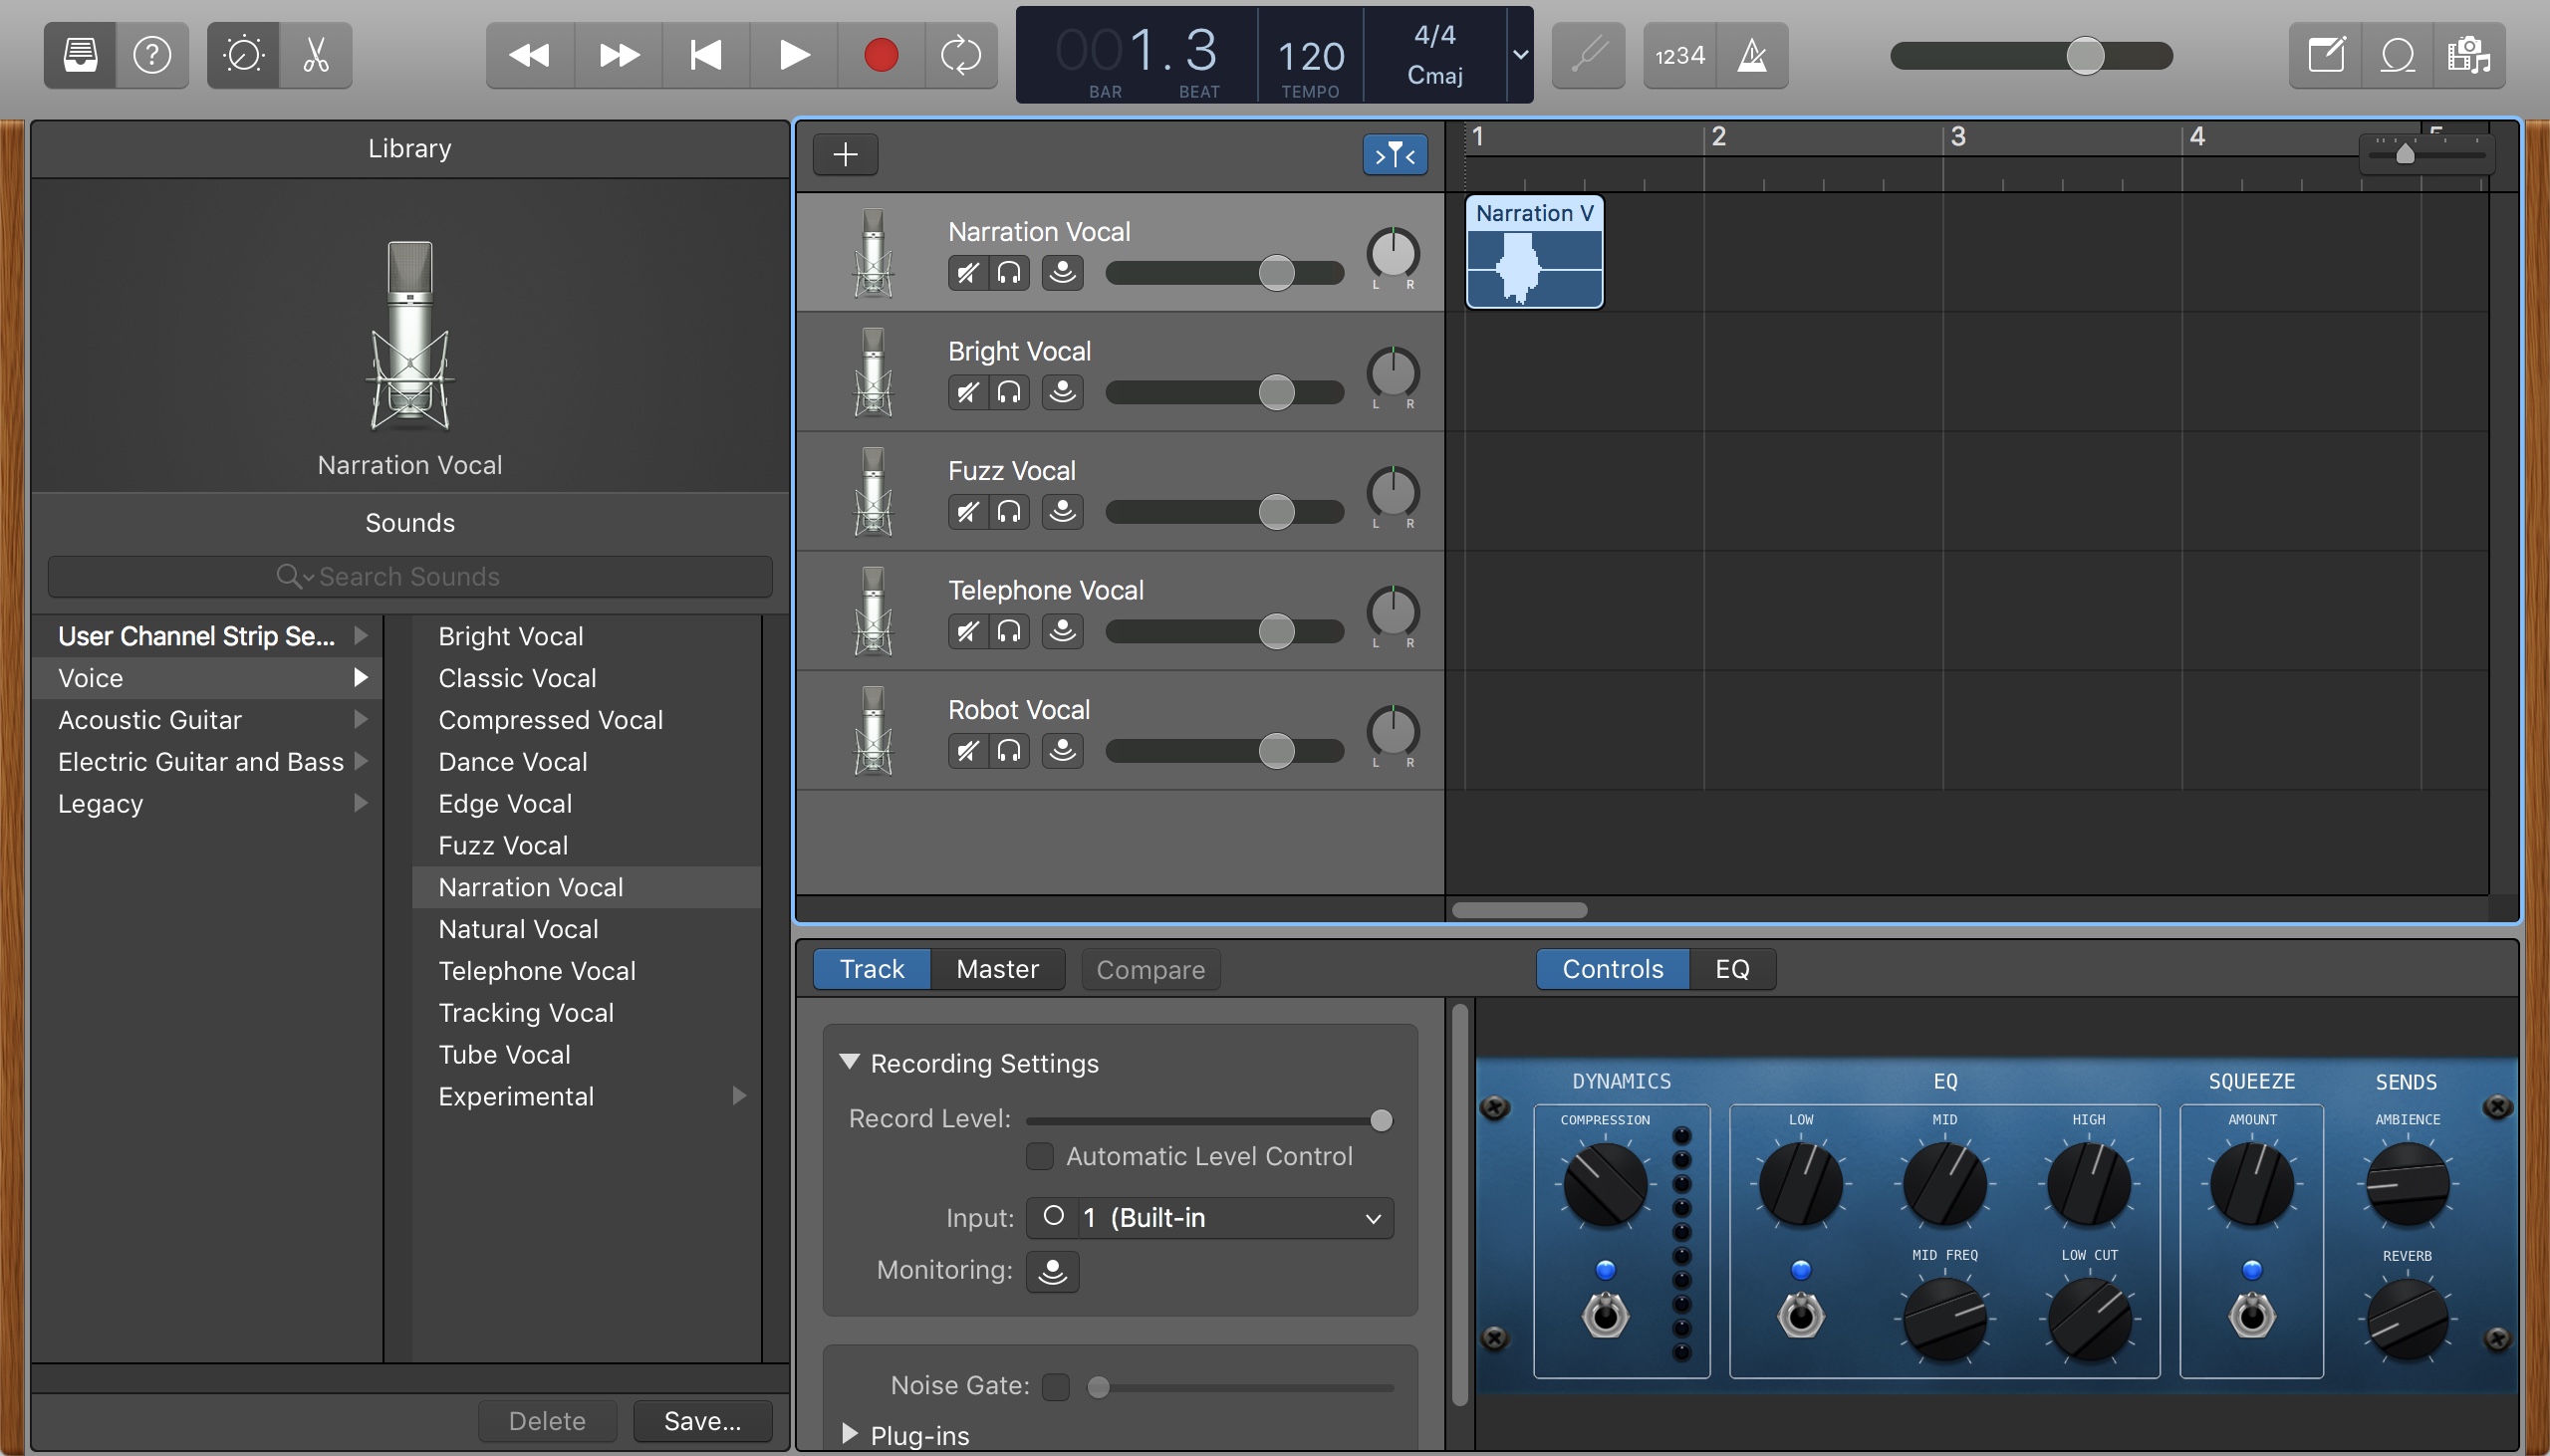 001.3
BAR BEAT
120
TEMPO
4/4
Cmaj
1234
Library
Narration Vocal
Sounds
Search Sounds
User Channel Strip Se...
Voice
Acoustic Guitar
Electric Guitar and Bass
Legacy
Bright Vocal
Classic Vocal
Compressed Vocal
Dance Vocal
Edge Vocal
Fuzz Vocal
Narration Vocal
Natural Vocal
Telephone Vocal
Tracking Vocal
Tube Vocal
Experimental
Delete Save...
1 2 3 4
Narration Vocal
L R
Narration V
Bright Vocal
L R
Fuzz Vocal
L R
Telephone Vocal
L R
Robot Vocal
L R
Track Master Compare
Controls EQ
Recording Settings
Record Level:
Automatic Level Control
Input: 1 (Built-in
Monitoring:
Noise Gate:
Plug-ins
DYNAMICS EQ SQUEEZE SENDS
COMPRESSION LOW MID HIGH AMOUNT AMBIENCE
MID FREQ LOW CUT REVERB